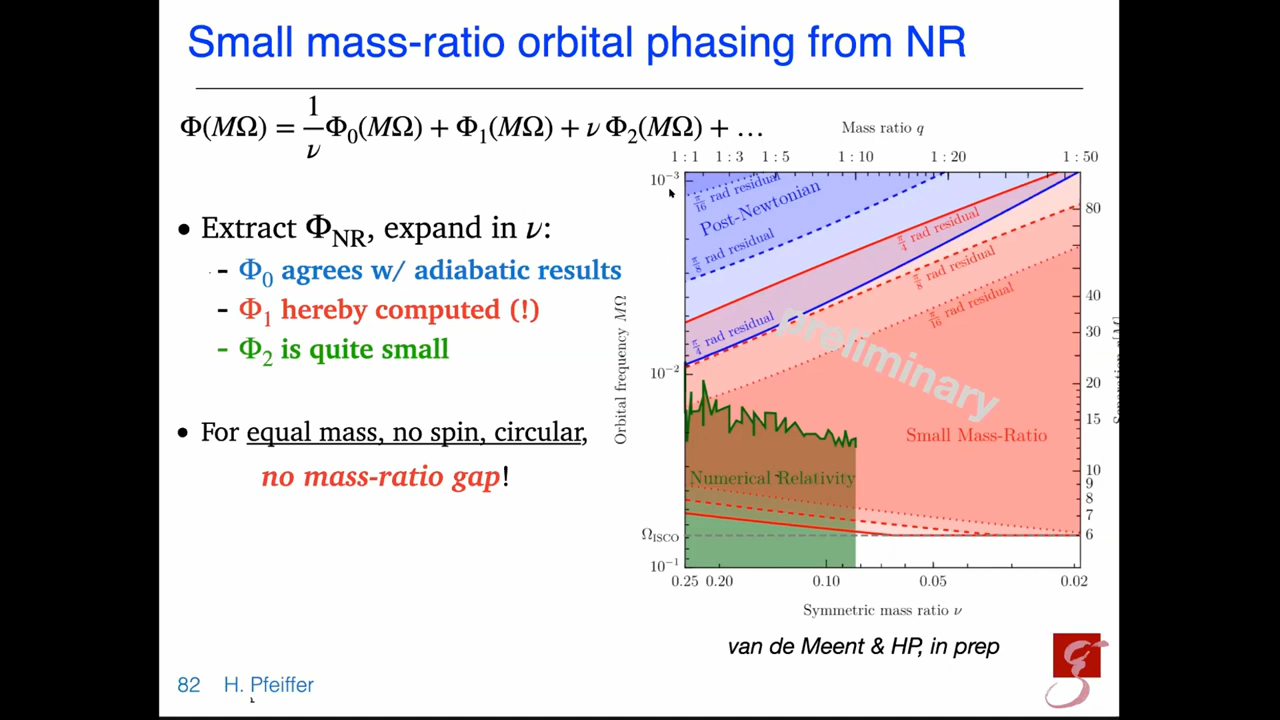 Small mass-ratio orbital phasing from NR
Φ(MΩ) = 1/ν Φ₀(MΩ) + Φ₁(MΩ) + ν Φ₂(MΩ) + …
• Extract Φ_NR, expand in ν:
- Φ₀ agrees w/ adiabatic results
- Φ₁ hereby computed (!)
- Φ₂ is quite small
• For equal mass, no spin, circular,
no mass-ratio gap!
Mass ratio q
1 : 1 1 : 3 1 : 5 1 : 10 1 : 20 1 : 50
10⁻³
10⁻²
Ω_ISCO
10⁻¹
Orbital frequency MΩ
π/16 rad residual
Post-Newtonian
rad residual
π/4 rad residual
π/4 rad residual
rad residual
π/16 rad residual
preliminary
Small Mass-Ratio
Numerical Relativity
80
40
30
20
15
10
9
8
7
6
0.25 0.20 0.10 0.05 0.02
Symmetric mass ratio ν
van de Meent & HP, in prep
82 H. Pfeiffer